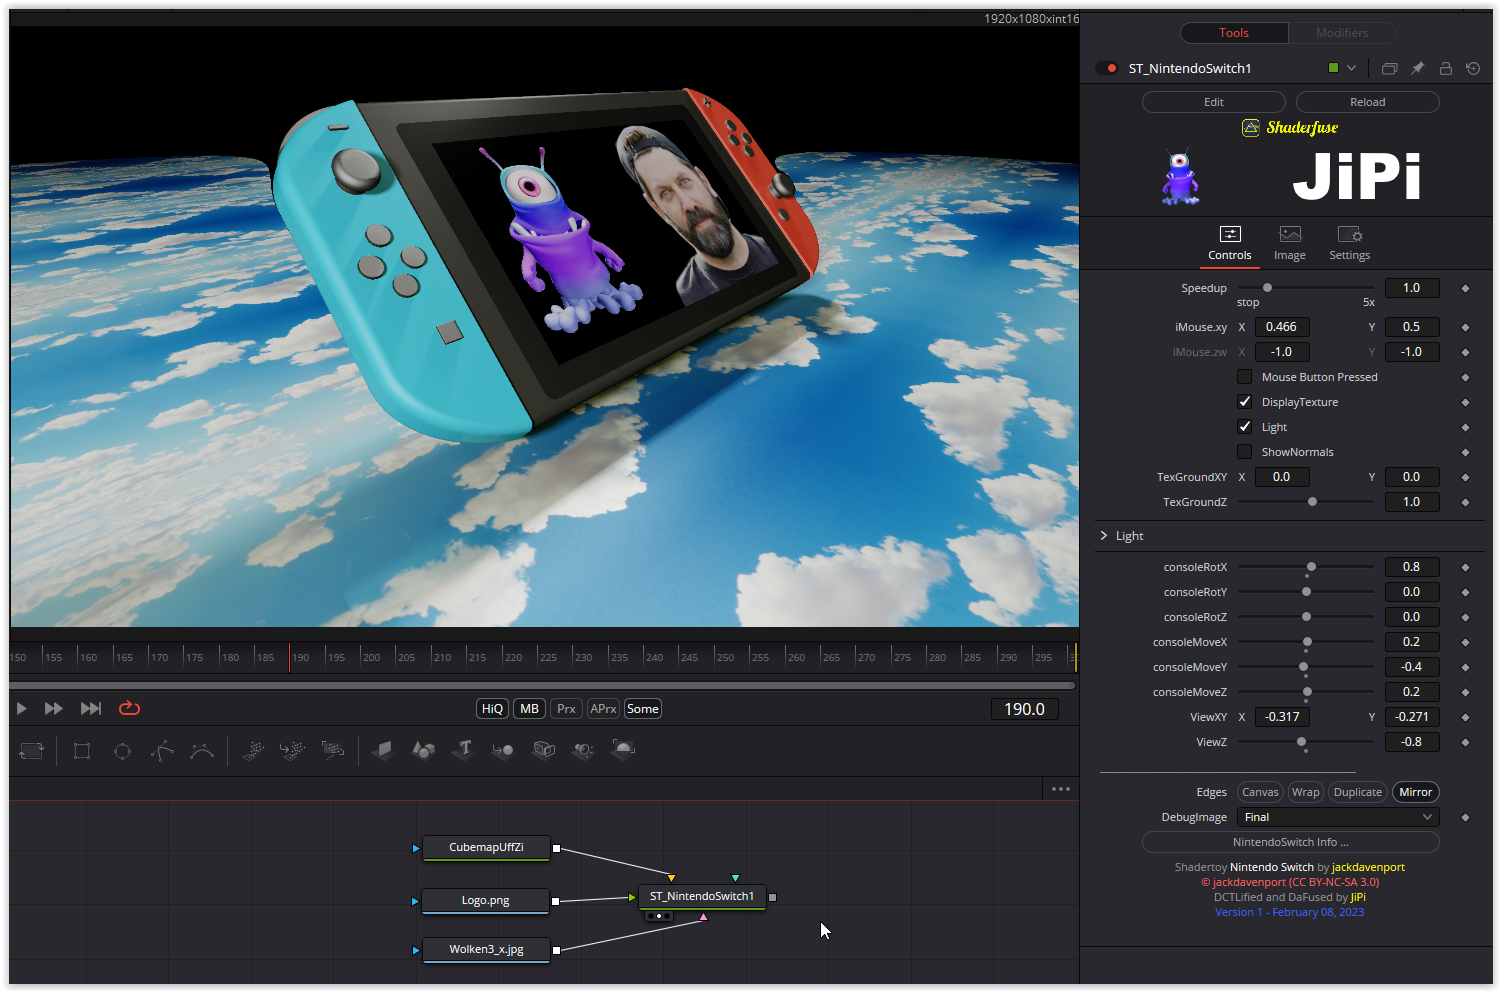 1920x1080xint16
Tools
Modifiers
ST_NintendoSwitch1
Edit
Reload
Shaderfuse
JiPi
Controls
Image
Settings
Speedup
1.0
stop
5x
iMouse.xy X 0.466 Y 0.5
iMouse.zw X -1.0 Y -1.0
Mouse Button Pressed
DisplayTexture
Light
ShowNormals
TexGroundXY X 0.0 Y 0.0
TexGroundZ 1.0
Light
consoleRotX 0.8
consoleRotY 0.0
consoleRotZ 0.0
consoleMoveX 0.2
consoleMoveY -0.4
consoleMoveZ 0.2
ViewXY X -0.317 Y -0.271
ViewZ -0.8
Edges Canvas Wrap Duplicate Mirror
DebugImage Final
NintendoSwitch Info ...
Shadertoy Nintendo Switch by jackdavenport
© jackdavenport (CC BY-NC-SA 3.0)
DCTLified and DaFused by JiPi
Version 1 - February 08, 2023
150 155 160 165 170 175 180 185 190 195 200 205 210 215 220 225 230 235 240 245 250 255 260 265 270 275 280 285 290 295
HiQ MB Prx APrx Some
190.0
CubemapUffZi
Logo.png
Wolken3_x.jpg
ST_NintendoSwitch1